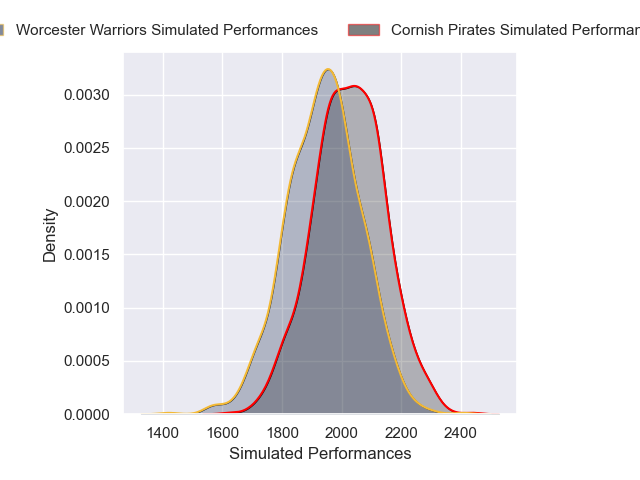 Worcester Warriors Simulated Performances
Cornish Pirates Simulated
0.0030
0.0025
0.0020
0.0015
0.0010
0.0005
0.0000
Density
1400 1600 1800 2000 2200 2400
Simulated Performances